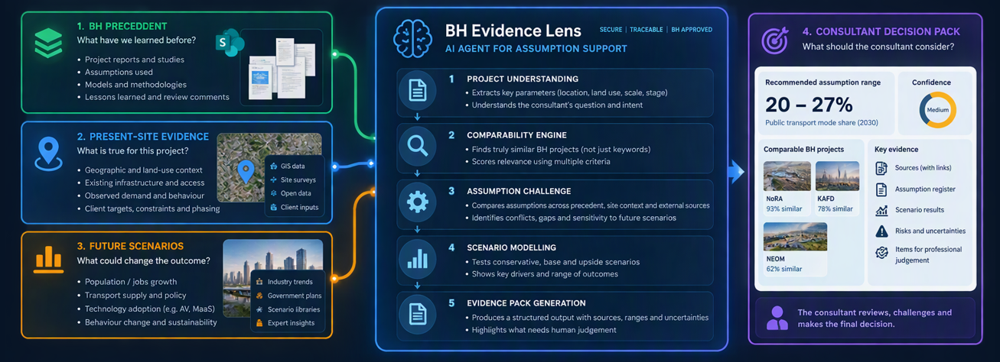 1. BH PRECEDDENT
What have we learned before?
• Project reports and studies
• Assumptions used
• Models and methodologies
• Lessons learned and review comments
S
2. PRESENT-SITE EVIDENCE
What is true for this project?
• Geographic and land-use context
• Existing infrastructure and access
• Observed demand and behaviour
• Client targets, constraints and phasing
GIS data
Site surveys
Open data
Client inputs
3. FUTURE SCENARIOS
What could change the outcome?
• Population / jobs growth
• Transport supply and policy
• Technology adoption (e.g. AV, MaaS)
• Behaviour change and sustainability
Industry trends
Government plans
Scenario libraries
Expert insights
BH Evidence Lens
SECURE | TRACEABLE | BH APPROVED
AI AGENT FOR ASSUMPTION SUPPORT
1 PROJECT UNDERSTANDING
• Extracts key parameters (location, land use, scale, stage)
• Understands the consultant's question and intent
2 COMPARABILITY ENGINE
• Finds truly similar BH projects (not just keywords)
• Scores relevance using multiple criteria
3 ASSUMPTION CHALLENGE
• Compares assumptions across precedent, site context and external sources
• Identifies conflicts, gaps and sensitivity to future scenarios
4 SCENARIO MODELLING
• Tests conservative, base and upside scenarios
• Shows key drivers and range of outcomes
5 EVIDENCE PACK GENERATION
• Produces a structured output with sources, ranges and uncertainties
• Highlights what needs human judgement
4. CONSULTANT DECISION PACK
What should the consultant consider?
Recommended assumption range
20 – 27%
Public transport mode share (2030)
Confidence
Medium
Comparable BH projects
NoRA
93% similar
KAFD
78% similar
NEOM
62% similar
Key evidence
Sources (with links)
Assumption register
Scenario results
Risks and uncertainties
Items for professional
judgement
The consultant reviews, challenges and
makes the final decision.